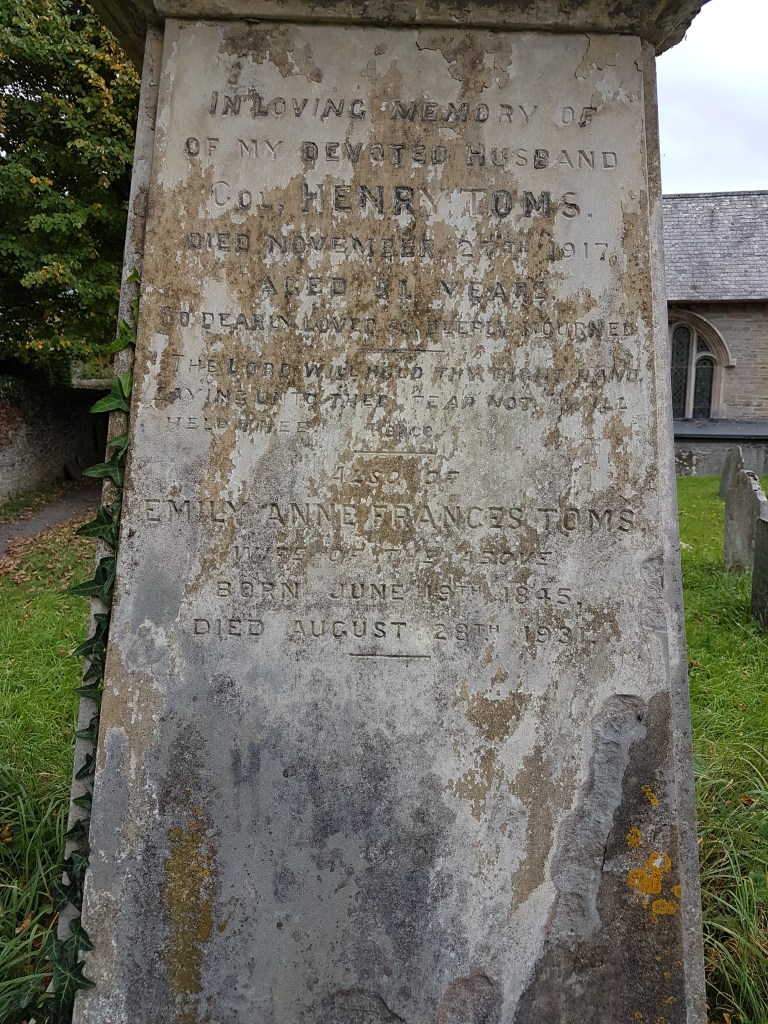 IN LOVING MEMORY OF
OF MY DEVOTED HUSBAND
COL, HENRY TOMS.
DIED NOVEMBER 27TH 1917,
AGED 81 YEARS.
SO DEARLY LOVED SO DEEPLY MOURNED
THE LORD WILL HOLD THY RIGHT HAND,
SAYING UNTO THEE, FEAR NOT, I WILL
HELP THEE
ALSO OF
EMILY ANNE FRANCES TOMS,
WIFE OF THE ABOVE
BORN JUNE 19TH 1845,
DIED AUGUST 28TH 1931.